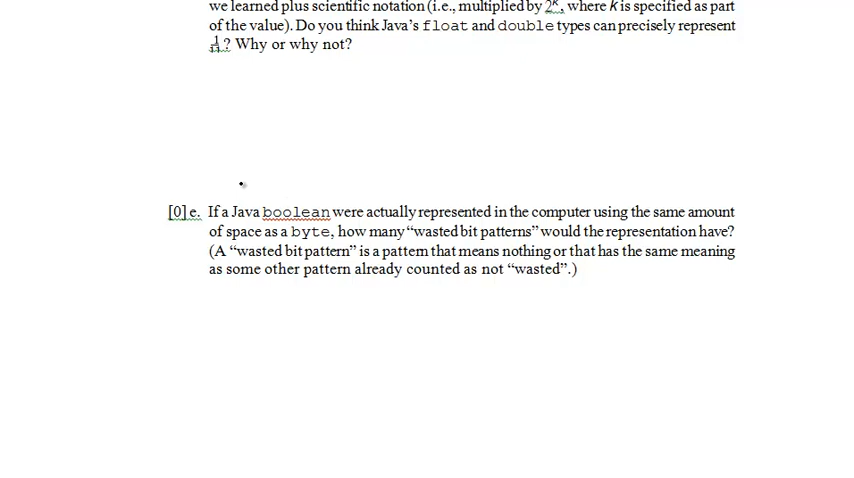 we learned plus scientific notation (i.e., multiplied by 2ᴷ, where K is specified as part
of the value). Do you think Java's float and double types can precisely represent
? Why or why not?
[0] e. If a Java boolean were actually represented in the computer using the same amount
of space as a byte, how many “wasted bit patterns” would the representation have?
(A “wasted bit pattern” is a pattern that means nothing or that has the same meaning
as some other pattern already counted as not “wasted”.)